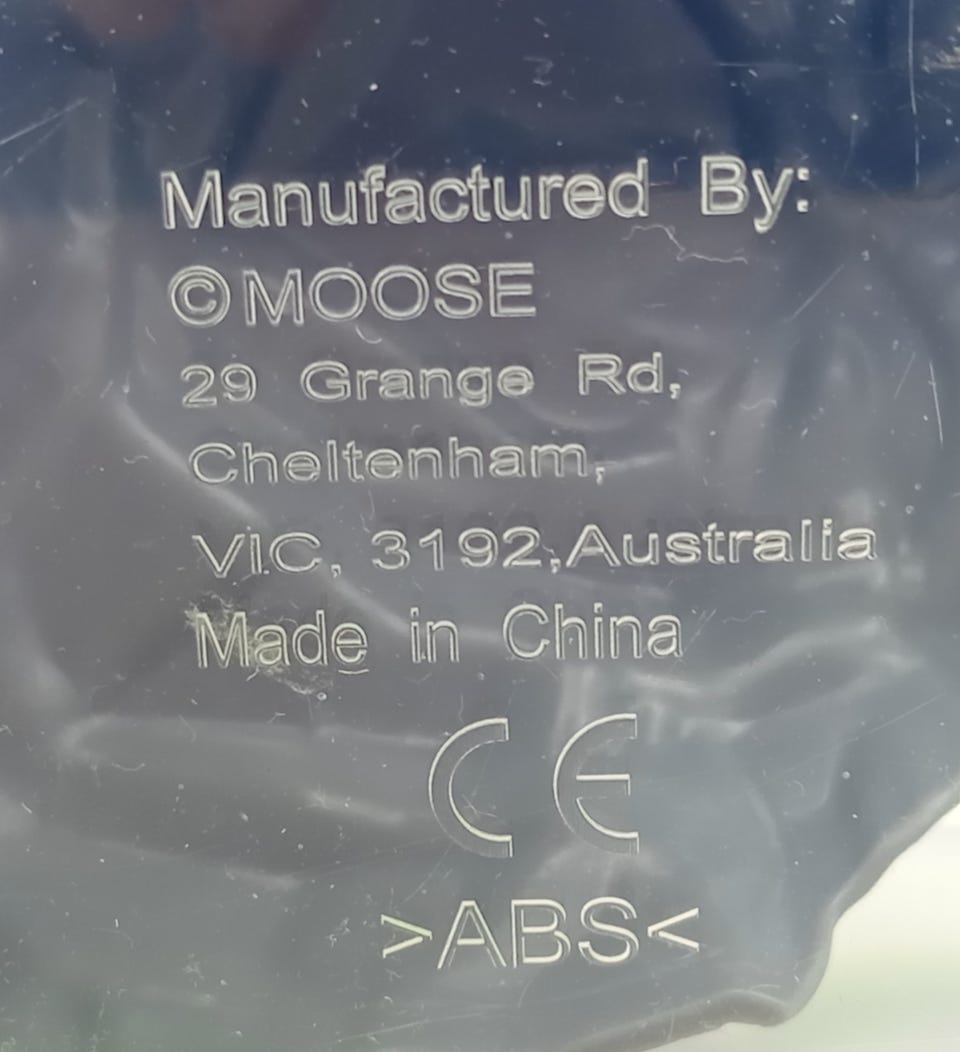 Manufactured By:
©MOOSE
29 Grange Rd,
Cheltenham,
VIC, 3192,Australia
Made in China
CE
>ABS<